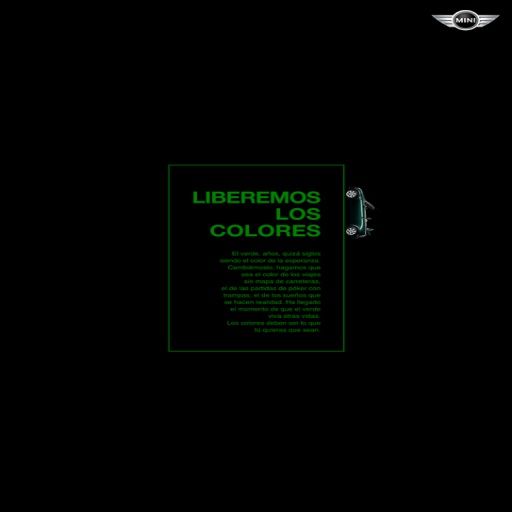 MINI
LIBEREMOS
LOS
COLORES
El verde, años, quizá siglos
siendo el color de la esperanza.
Cambiémoslo, hagamos que
sea el color de los viajes
sin mapa de carreteras,
el de las partidas de póker con
trampas, el de los sueños que
se hacen realidad. Ha llegado
el momento de que el verde
viva otras vidas.
Los colores deben ser lo que
tú quieras que sean.